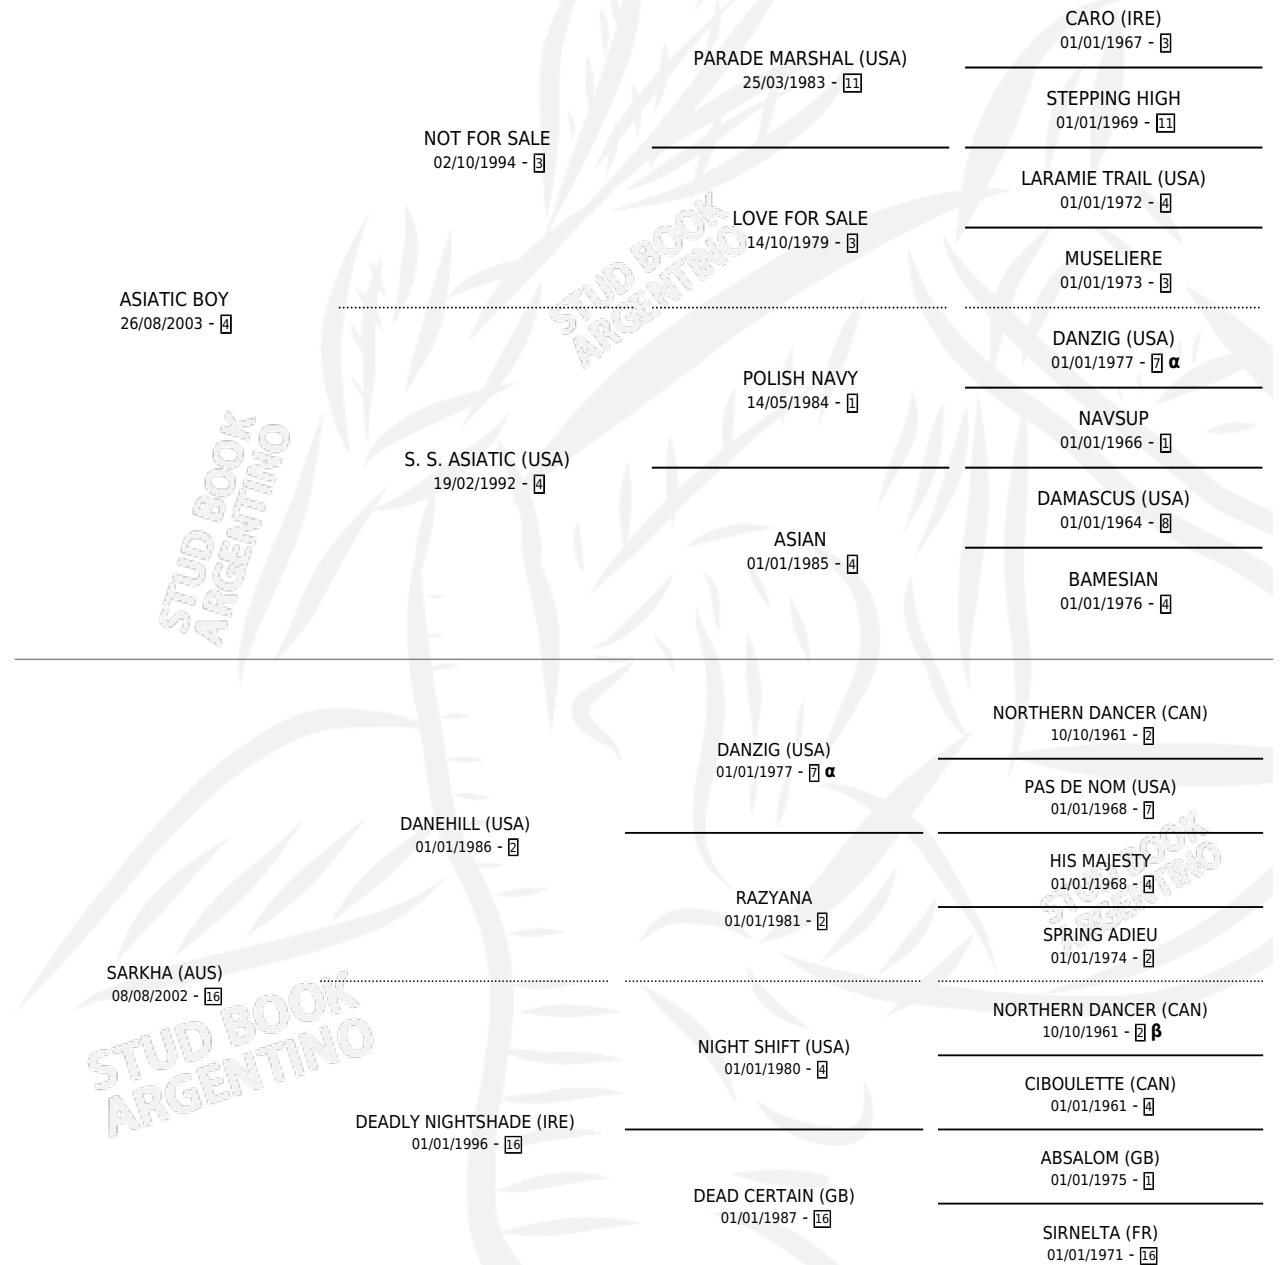 CARO (IRE)
01/01/1967 - 3
PARADE MARSHAL (USA)
25/03/1983 - 11
STEPPING HIGH
01/01/1969 - 11
NOT FOR SALE
02/10/1994 - 3
LARAMIE TRAIL (USA)
01/01/1972 - 4
LOVE FOR SALE
14/10/1979 - 3
MUSELIERE
01/01/1973 - 3
ASIATIC BOY
26/08/2003 - 4
DANZIG (USA)
01/01/1977 - 7 α
POLISH NAVY
14/05/1984 - 1
NAVSUP
01/01/1966 - 1
S. S. ASIATIC (USA)
19/02/1992 - 4
DAMASCUS (USA)
01/01/1964 - 8
ASIAN
01/01/1985 - 4
BAMESIAN
01/01/1976 - 4
NORTHERN DANCER (CAN)
10/10/1961 - 2
DANZIG (USA)
01/01/1977 - 7 α
PAS DE NOM (USA)
01/01/1968 - 7
DANEHILL (USA)
01/01/1986 - 2
HIS MAJESTY
01/01/1968 - 4
RAZYANA
01/01/1981 - 2
SPRING ADIEU
01/01/1974 - 2
SARKHA (AUS)
08/08/2002 - 16
NORTHERN DANCER (CAN)
10/10/1961 - 2 β
NIGHT SHIFT (USA)
01/01/1980 - 4
CIBOULETTE (CAN)
01/01/1961 - 4
DEADLY NIGHTSHADE (IRE)
01/01/1996 - 16
ABSALOM (GB)
01/01/1975 - 1
DEAD CERTAIN (GB)
01/01/1987 - 16
SIRNELTA (FR)
01/01/1971 - 16
STUD BOOK
ARGENTINO
STUD BOOK
ARGENTINO
STUD BOOK
ARGENTINO
STUD BOOK
ARGENTINO